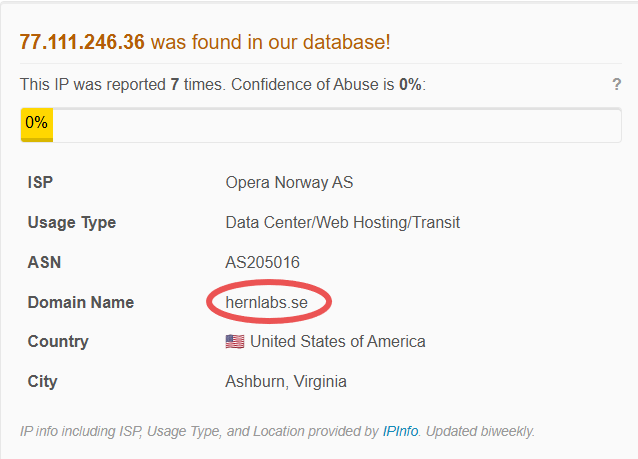 77.111.246.36 was found in our database!
This IP was reported 7 times. Confidence of Abuse is 0%: ?
0%
ISP Opera Norway AS
Usage Type Data Center/Web Hosting/Transit
ASN AS205016
Domain Name hernlabs.se
Country United States of America
City Ashburn, Virginia
IP info including ISP, Usage Type, and Location provided by IPInfo. Updated biweekly.